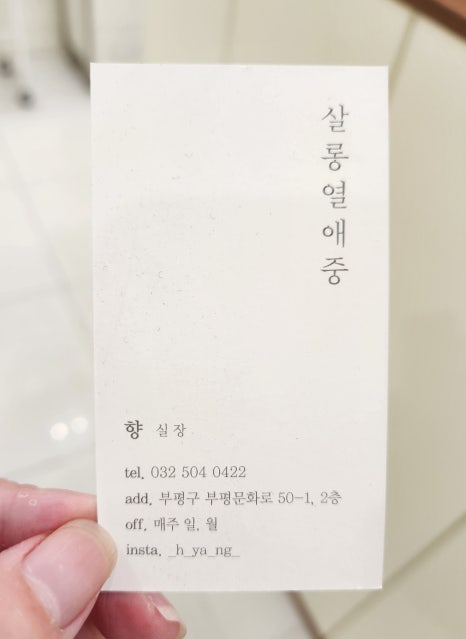 살롱열애중
향 실장
tel. 032 504 0422
add. 부평구 부평문화로 50-1, 2층
off. 매주 일, 월
insta. _h_ya_ng_